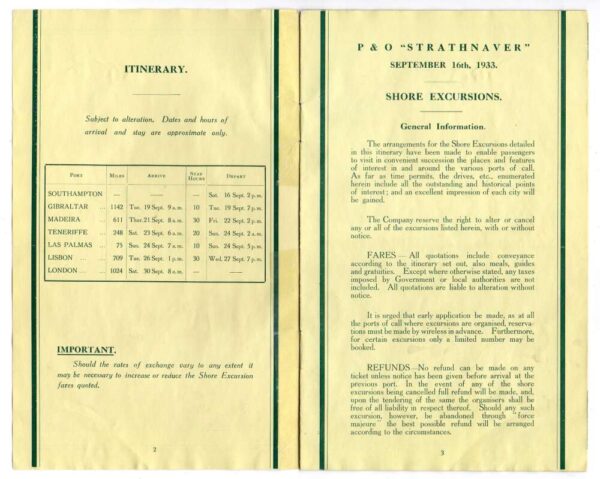 ITINERARY.
Subject to alteration. Dates and hours of
arrival and stay are approximate only.
PORT MILES ARRIVE STAY HOURS DEPART
SOUTHAMPTON — — — Sat. 16 Sept. 2 p.m.
GIBRALTAR ... 1142 Tue. 19 Sept. 9 a.m. 10 Tue. 19 Sept. 7 p.m.
MADEIRA ... 611 Thur. 21 Sept. 8 a.m. 30 Fri. 22 Sept. 2 p.m.
TENERIFFE ... 248 Sat. 23 Sept. 6 a.m. 20 Sun. 24 Sept. 2 a.m.
LAS PALMAS ... 75 Sun. 24 Sept. 7 a.m. 10 Sun. 24 Sept. 5 p.m.
LISBON ... ... 709 Tue. 26 Sept. 1 p.m. 30 Wed. 27 Sept. 7 p.m.
LONDON ... ... 1024 Sat. 30 Sept. 8 a.m. — —
IMPORTANT.
Should the rates of exchange vary to any extent it
may be necessary to increase or reduce the Shore Excursion
fares quoted.
2
P & O "STRATHNAVER"
SEPTEMBER 16th, 1933.
SHORE EXCURSIONS.
General Information.
The arrangements for the Shore Excursions detailed
in this itinerary have been made to enable passengers
to visit in convenient succession the places and features
of interest in and around the various ports of call.
As far as time permits, the drives, etc., enumerated
herein include all the outstanding and historical points
of interest; and an excellent impression of each city will
be gained.
The Company reserve the right to alter or cancel
any or all of the excursions listed herein, with or without
notice.
FARES — All quotations include conveyance
according to the itinerary set out, also meals, guides
and gratuities. Except where otherwise stated, any taxes
imposed by Government or local authorities are not
included. All quotations are liable to alteration without
notice.
It is urged that early application be made, as at all
the ports of call where excursions are organised, reserva-
tions must be made by wireless in advance. Furthermore,
for certain excursions only a limited number may be
booked.
REFUNDS—No refund can be made on any
ticket unless notice has been given before arrival at the
previous port. In the event of any of the shore
excursions being cancelled full refund will be made, and,
upon the tendering of the same the organisers shall be
free of all liability in respect thereof. Should any such
excursion, however, be abandoned through "force
majeure" the best possible refund will be arranged
according to the circumstances.
3